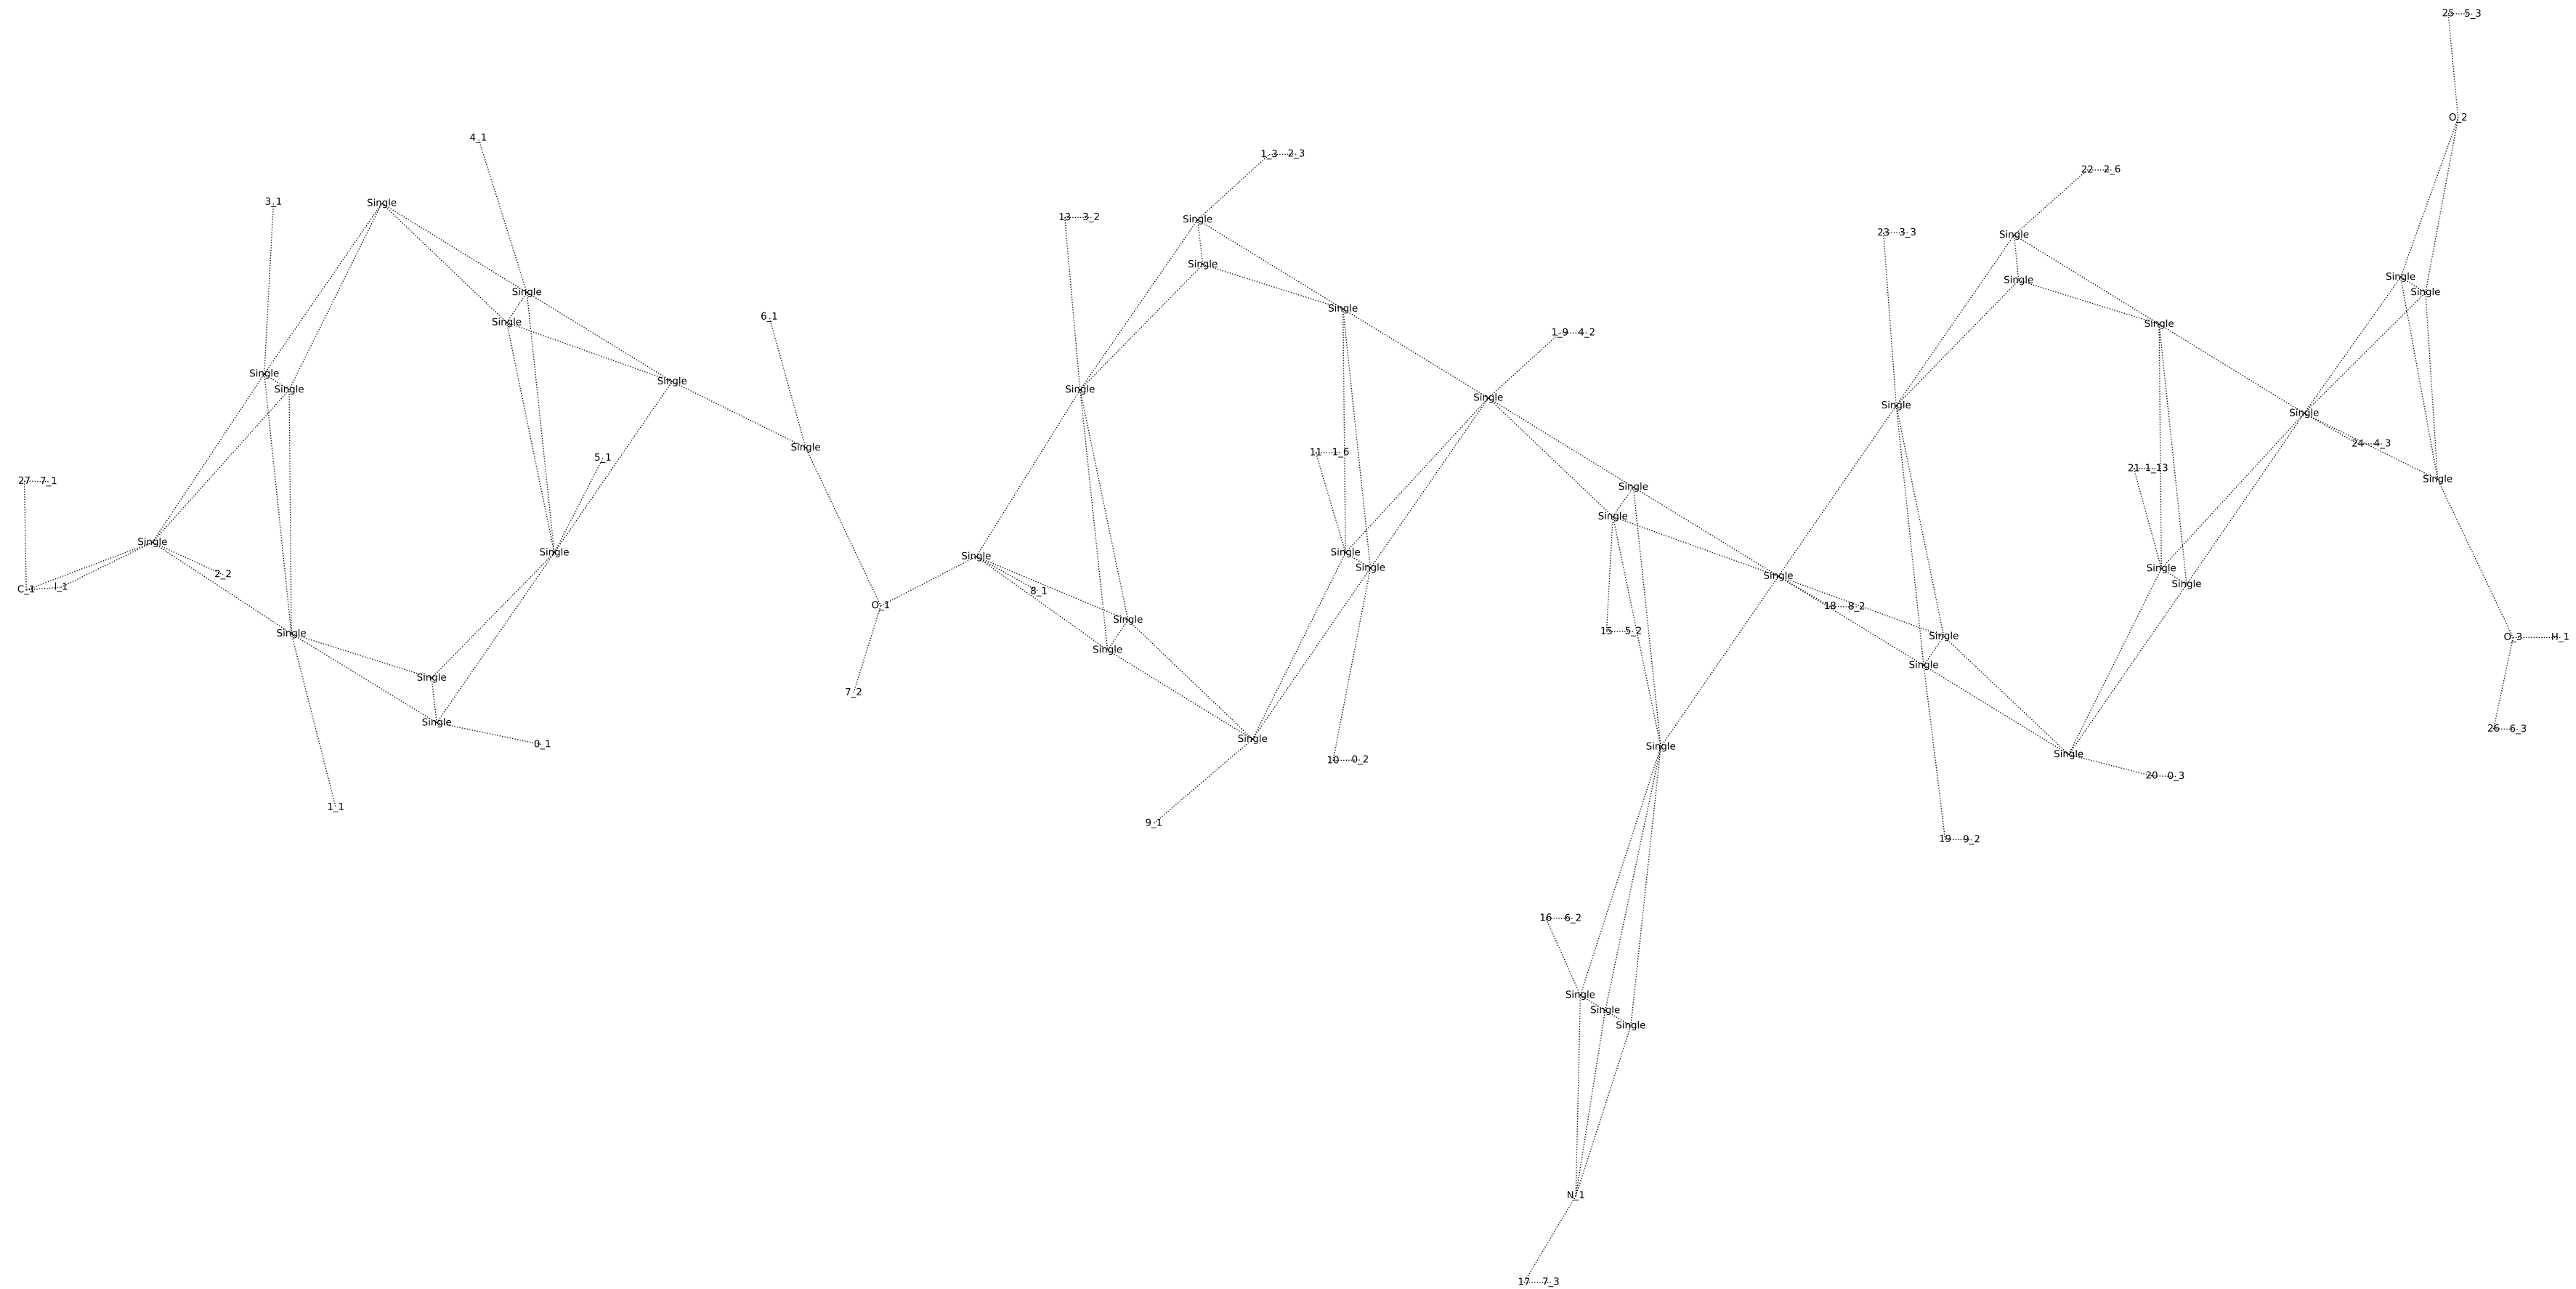 25 5_3
O_2
4_1
1_3 2_3
22 2_6
3_1
Single
13 3_2
Single
23 3_3
Single
Single
Single
Single
Single
Single
Single
Single
6_1
Single
Single
1_9 4_2
Single
Single
Single
Single
Single
Single
Single
Single
24 4_3
Single
11 1_6
5_1
21 1_13
27 7_1
Single
Single
Single
Single
Single
Single
Single
Single
2_2
Single
Single
C_1 I_1
8_1
O_1
18 8_2
Single
15 5_2
Single
Single
O_3 H_1
Single
Single
Single
7_2
Single
26 6_3
Single
0_1
Single
Single
10 0_2
20 0_3
1_1
9_1
19 9_2
16 6_2
Single
Single
Single
N_1
17 7_3